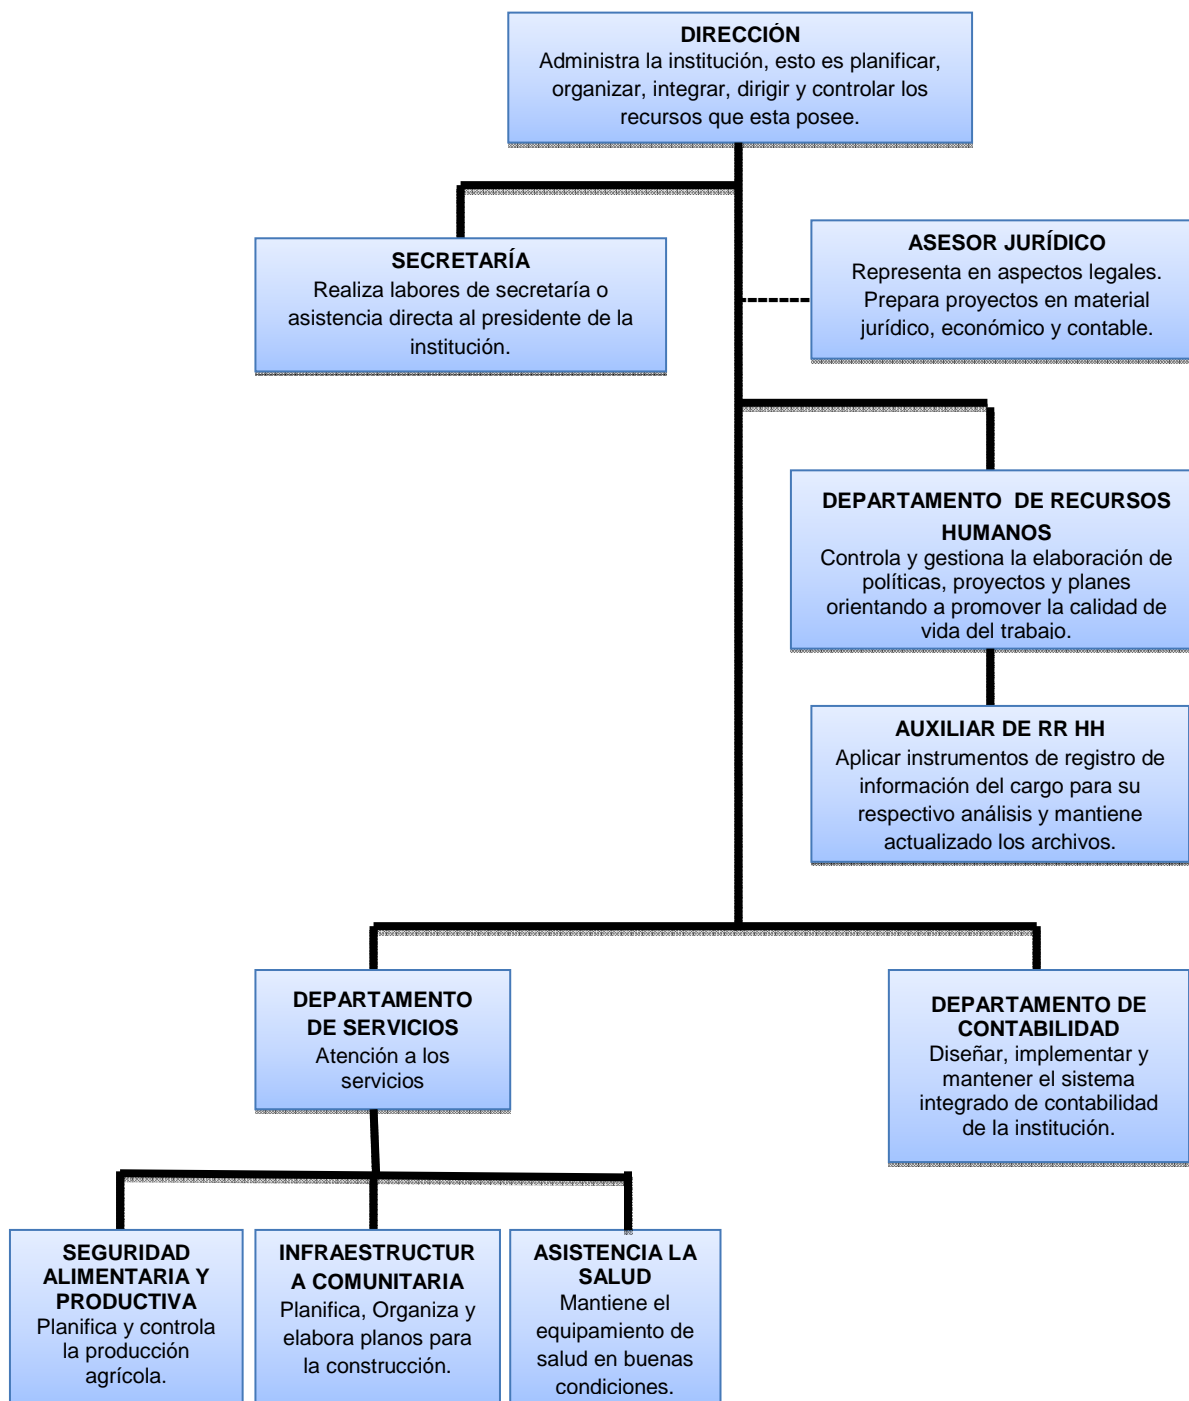 DIRECCIÓN
Administra la institución, esto es planificar,
organizar, integrar, dirigir y controlar los
recursos que esta posee.
SECRETARÍA
Realiza labores de secretaría o
asistencia directa al presidente de la
institución.
ASESOR JURÍDICO
Representa en aspectos legales.
Prepara proyectos en material
jurídico, económico y contable.
DEPARTAMENTO DE RECURSOS
HUMANOS
Controla y gestiona la elaboración de
políticas, proyectos y planes
orientando a promover la calidad de
vida del trabajo.
AUXILIAR DE RR HH
Aplicar instrumentos de registro de
información del cargo para su
respectivo análisis y mantiene
actualizado los archivos.
DEPARTAMENTO
DE SERVICIOS
Atención a los
servicios
DEPARTAMENTO DE
CONTABILIDAD
Diseñar, implementar y
mantener el sistema
integrado de contabilidad
de la institución.
SEGURIDAD
ALIMENTARIA Y
PRODUCTIVA
Planifica y controla
la producción
agrícola.
INFRAESTRUCTUR
A COMUNITARIA
Planifica, Organiza y
elabora planos para
la construcción.
ASISTENCIA LA
SALUD
Mantiene el
equipamiento de
salud en buenas
condiciones.